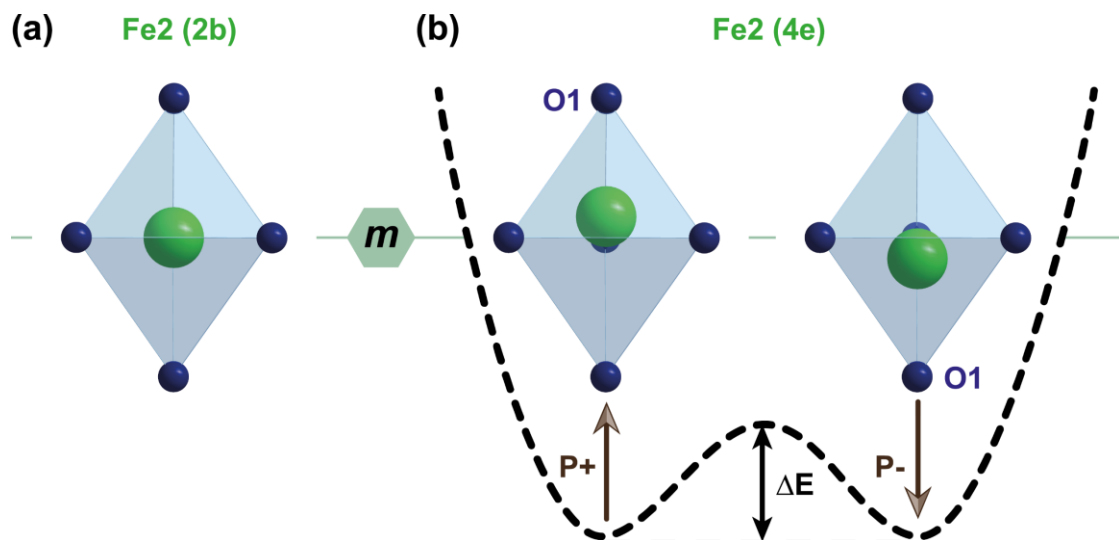 (a) Fe2 (2b)
(b) Fe2 (4e)
O1
m
O1
P+
ΔE
P-